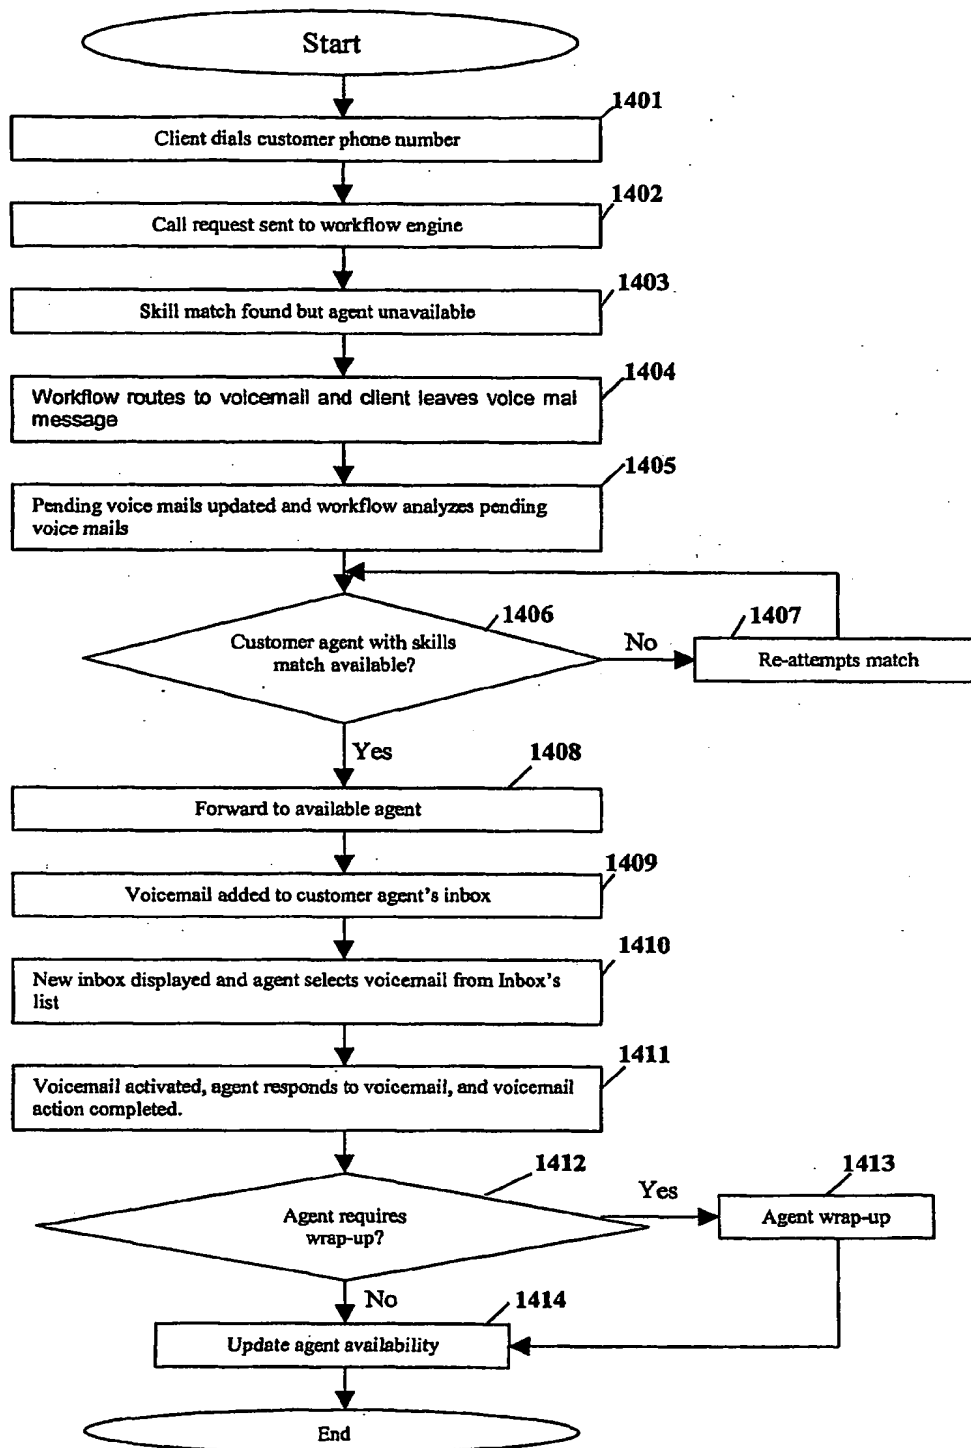 Start
1401
Client dials customer phone number
1402
Call request sent to workflow engine
1403
Skill match found but agent unavailable
1404
Workflow routes to voicemail and client leaves voice mal
message
1405
Pending voice mails updated and workflow analyzes pending
voice mails
1406
Customer agent with skills
match available?
No
1407
Re-attempts match
Yes
1408
Forward to available agent
1409
Voicemail added to customer agent's inbox
1410
New inbox displayed and agent selects voicemail from Inbox's
list
1411
Voicemail activated, agent responds to voicemail, and voicemail
action completed.
1412
Agent requires
wrap-up?
Yes
1413
Agent wrap-up
No
1414
Update agent availability
End